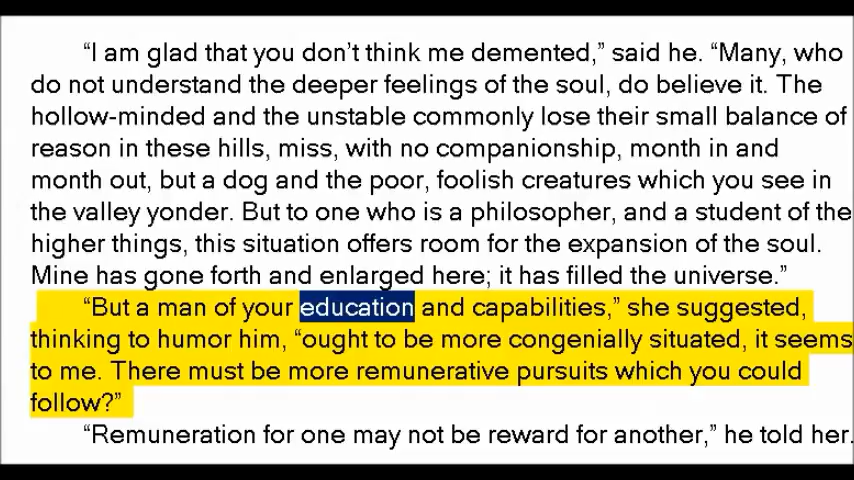 “I am glad that you don’t think me demented,” said he. “Many, who
do not understand the deeper feelings of the soul, do believe it. The
hollow-minded and the unstable commonly lose their small balance of
reason in these hills, miss, with no companionship, month in and
month out, but a dog and the poor, foolish creatures which you see in
the valley yonder. But to one who is a philosopher, and a student of the
higher things, this situation offers room for the expansion of the soul.
Mine has gone forth and enlarged here; it has filled the universe.”
“But a man of your education and capabilities,” she suggested,
thinking to humor him, “ought to be more congenially situated, it seems
to me. There must be more remunerative pursuits which you could
follow?”
“Remuneration for one may not be reward for another,” he told her.